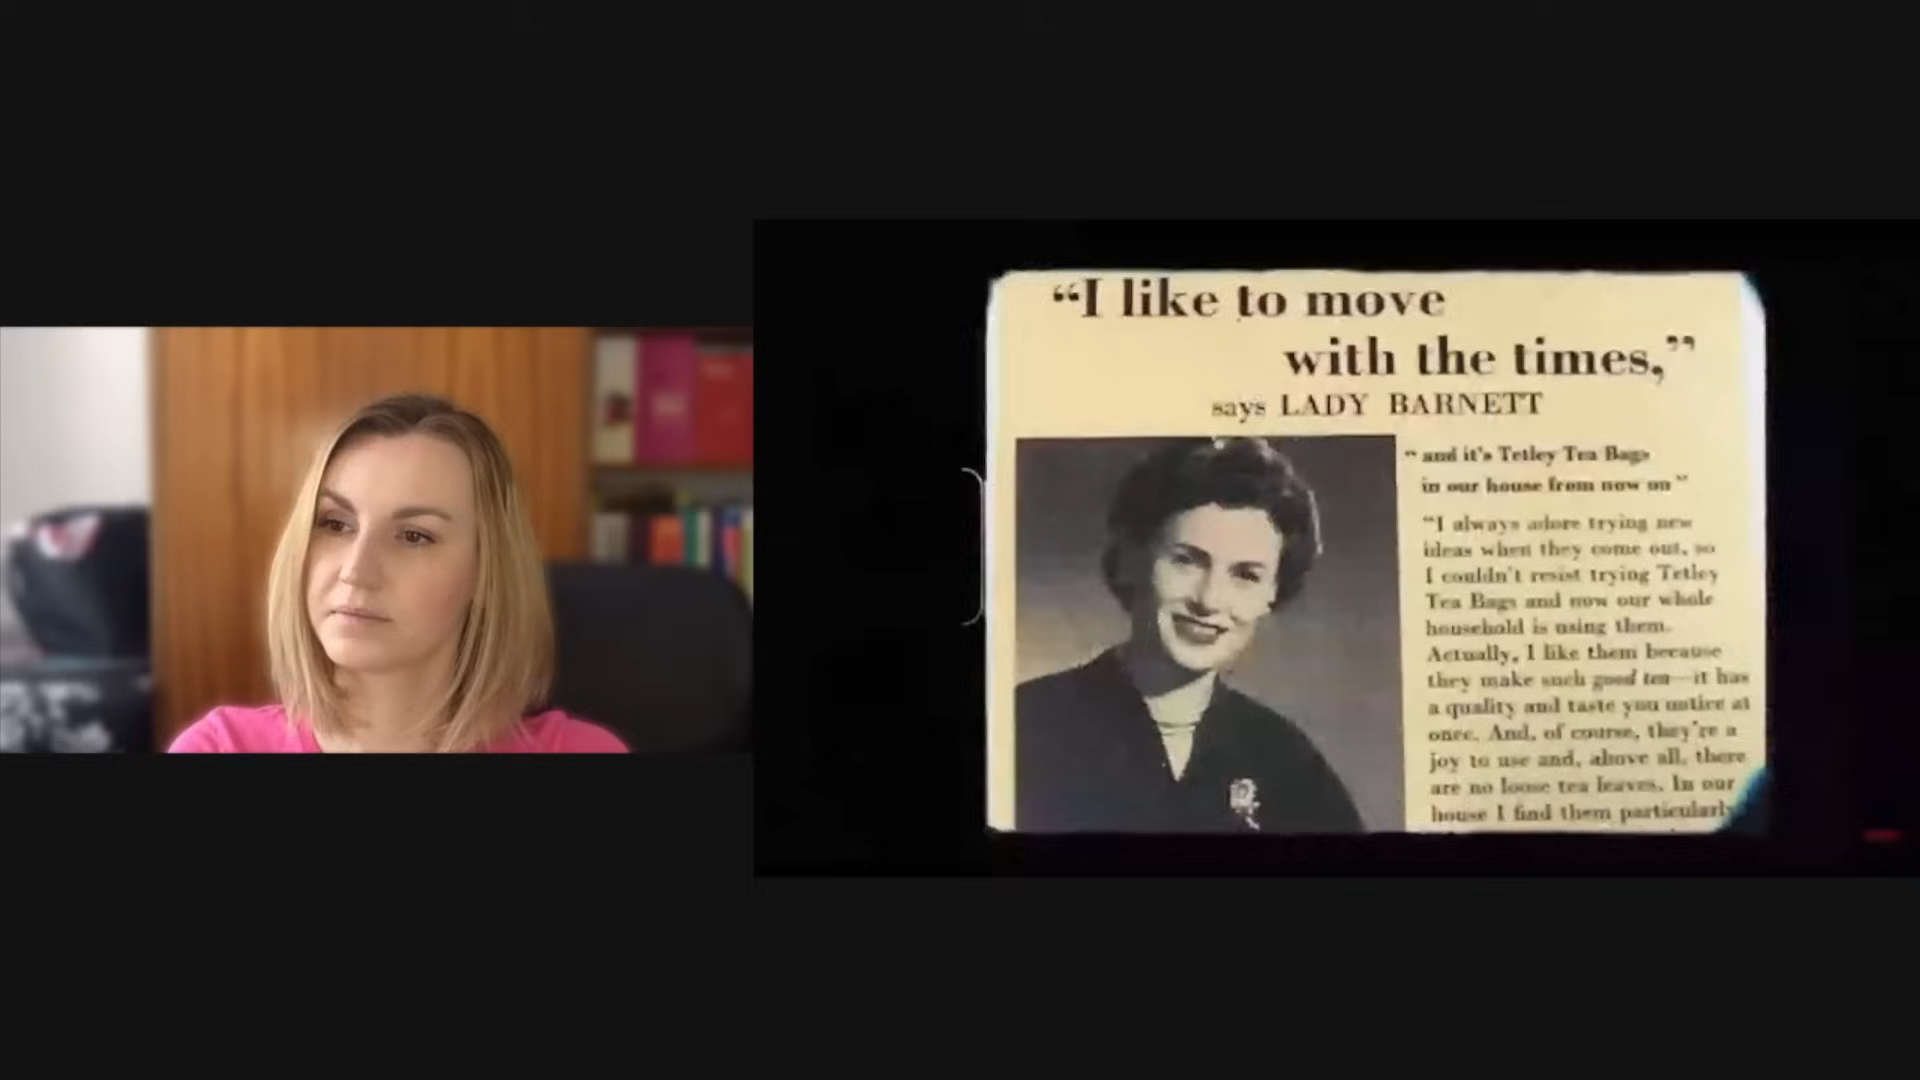 “I like to move
with the times,”
says LADY BARNETT
“and it's Tetley Tea Bags
in our house from now on”
“I always adore trying new
ideas when they come out, so
I couldn't resist trying Tetley
Tea Bags and now our whole
household is using them.
Actually, I like them because
they make such good tea—it has
a quality and taste you notice at
once. And, of course, they're a
joy to use and, above all, there
are no loose tea leaves. In our
house I find them particularly